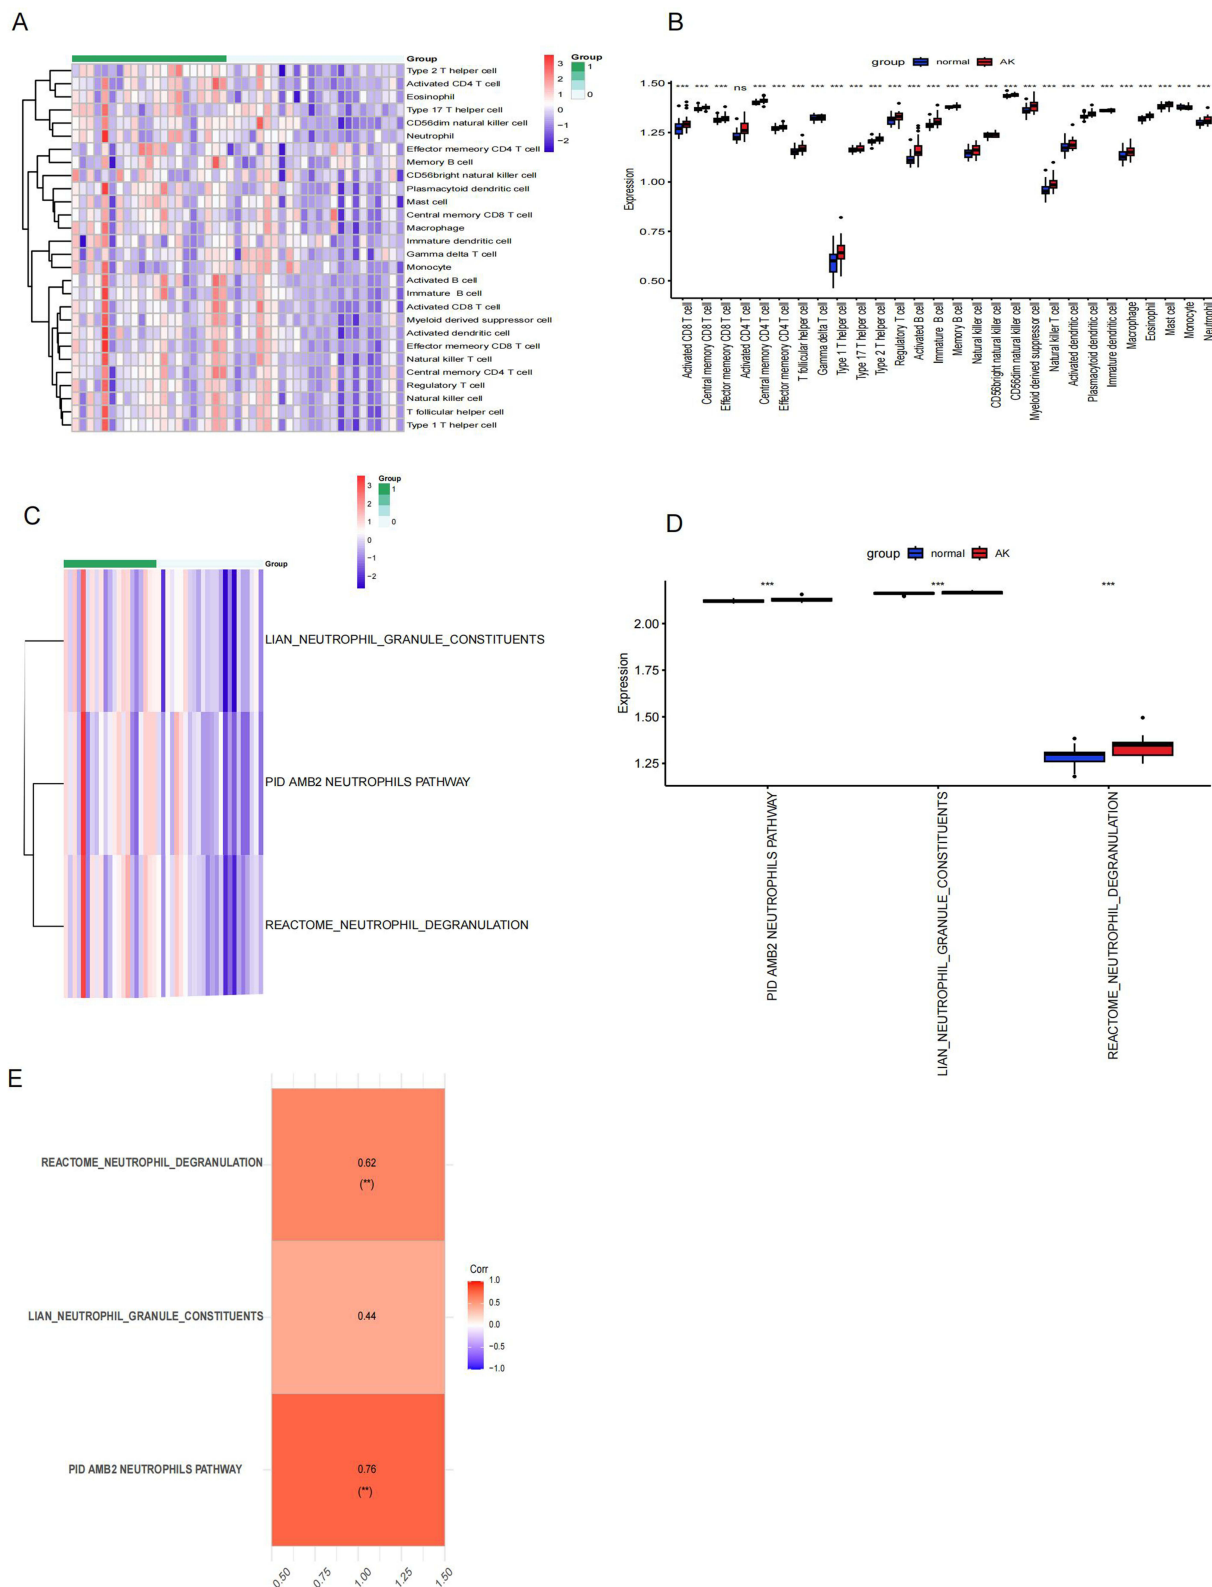 A
Group
Type 2 T helper cell
Activated CD4 T cell
Eosinophil
Type 17 T helper cell
CD56dim natural killer cell
Neutrophil
Effector memeory CD4 T cell
Memory B cell
CD56bright natural killer cell
Plasmacytoid dendritic cell
Mast cell
Central memory CD8 T cell
Macrophage
Immature dendritic cell
Gamma delta T cell
Monocyte
Activated B cell
Immature B cell
Activated CD8 T cell
Myeloid derived suppressor cell
Activated dendritic cell
Effector memeory CD8 T cell
Natural killer T cell
Central memory CD4 T cell
Regulatory T cell
Natural killer cell
T follicular helper cell
Type 1 T helper cell
3
2
1
0
−1
−2
Group
1
0
B
group normal AK
*** *** *** ns *** *** *** *** *** *** *** *** *** *** *** *** *** *** *** *** *** *** *** *** *** *** *** ***
Expression
1.50
1.25
1.00
0.75
0.50
Activated CD8 T cell
Central memory CD8 T cell
Effector memeory CD8 T cell
Activated CD4 T cell
Central memory CD4 T cell
Effector memeory CD4 T cell
T follicular helper cell
Gamma delta T cell
Type 1 T helper cell
Type 17 T helper cell
Type 2 T helper cell
Regulatory T cell
Activated B cell
Immature B cell
Memory B cell
Natural killer cell
CD56bright natural killer cell
CD56dim natural killer cell
Myeloid derived suppressor cell
Natural killer T cell
Activated dendritic cell
Plasmacytoid dendritic cell
Immature dendritic cell
Macrophage
Eosinophil
Mast cell
Monocyte
Neutrophil
C
3
2
1
0
−1
−2
Group
1
0
Group
LIAN_NEUTROPHIL_GRANULE_CONSTITUENTS
PID AMB2 NEUTROPHILS PATHWAY
REACTOME_NEUTROPHIL_DEGRANULATION
D
group normal AK
*** *** ***
Expression
2.00
1.75
1.50
1.25
PID AMB2 NEUTROPHILS PATHWAY
LIAN_NEUTROPHIL_GRANULE_CONSTITUENTS
REACTOME_NEUTROPHIL_DEGRANULATION
E
REACTOME_NEUTROPHIL_DEGRANULATION
0.62
(**)
LIAN_NEUTROPHIL_GRANULE_CONSTITUENTS
0.44
PID AMB2 NEUTROPHILS PATHWAY
0.76
(**)
Corr
1.0
0.5
0.0
−0.5
−1.0
0.50 0.75 1.00 1.25 1.50